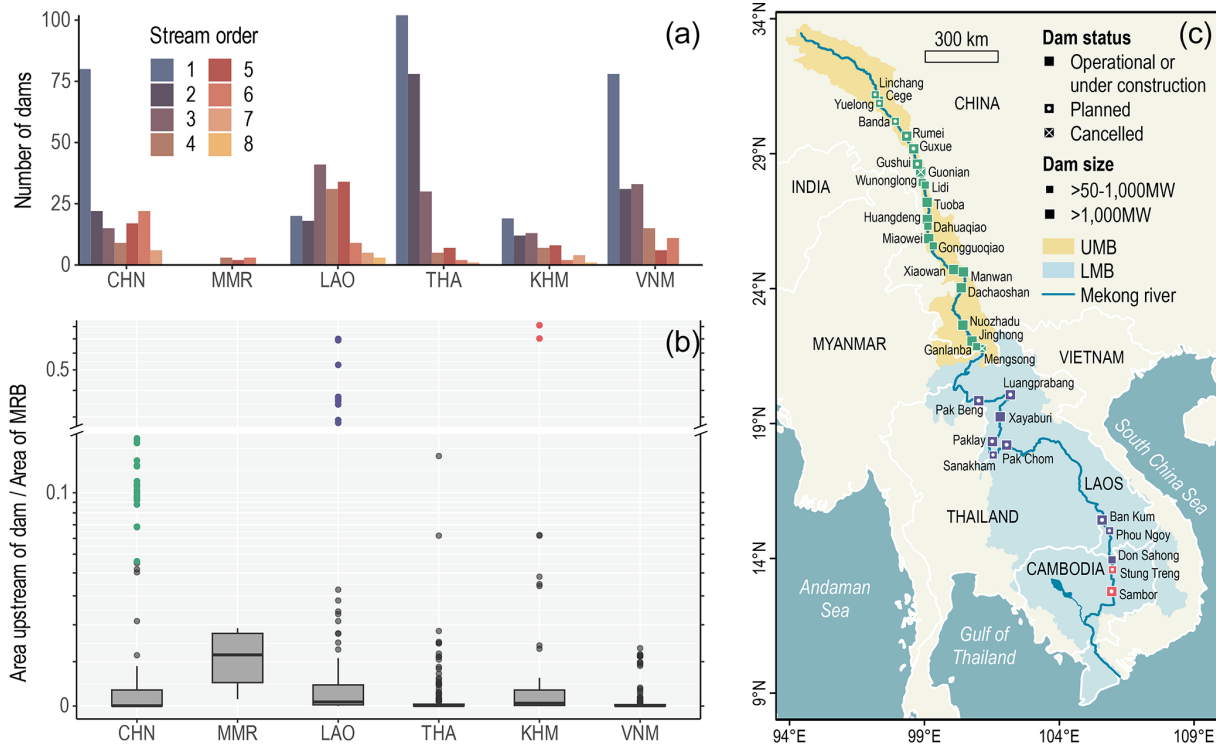 (a)
Number of dams
100
75
50
25
0
Stream order
1
5
2
6
3
7
4
8
CHN
MMR
LAO
THA
KHM
VNM
(b)
Area upstream of dam / Area of MRB
0.5
0.1
0
CHN
MMR
LAO
THA
KHM
VNM
(c)
34°N
29°N
24°N
19°N
14°N
9°N
94°E
99°E
104°E
109°E
300 km
Dam status
Operational or
under construction
Planned
Cancelled
Dam size
>50-1,000MW
>1,000MW
UMB
LMB
Mekong river
CHINA
INDIA
MYANMAR
VIETNAM
LAOS
THAILAND
CAMBODIA
South China Sea
Andaman
Sea
Gulf of
Thailand
Linchang
Cege
Yuelong
Banda
Rumei
Guxue
Gushui
Guonian
Wunonglong
Lidi
Tuoba
Huangdeng
Dahuaqiao
Miaowei
Gongguoqiao
Xiaowan
Manwan
Dachaoshan
Nuozhadu
Jinghong
Ganlanba
Mengsong
Luangprabang
Pak Beng
Xayaburi
Paklay
Sanakham
Pak Chom
Ban Kum
Phou Ngoy
Don Sahong
Stung Treng
Sambor